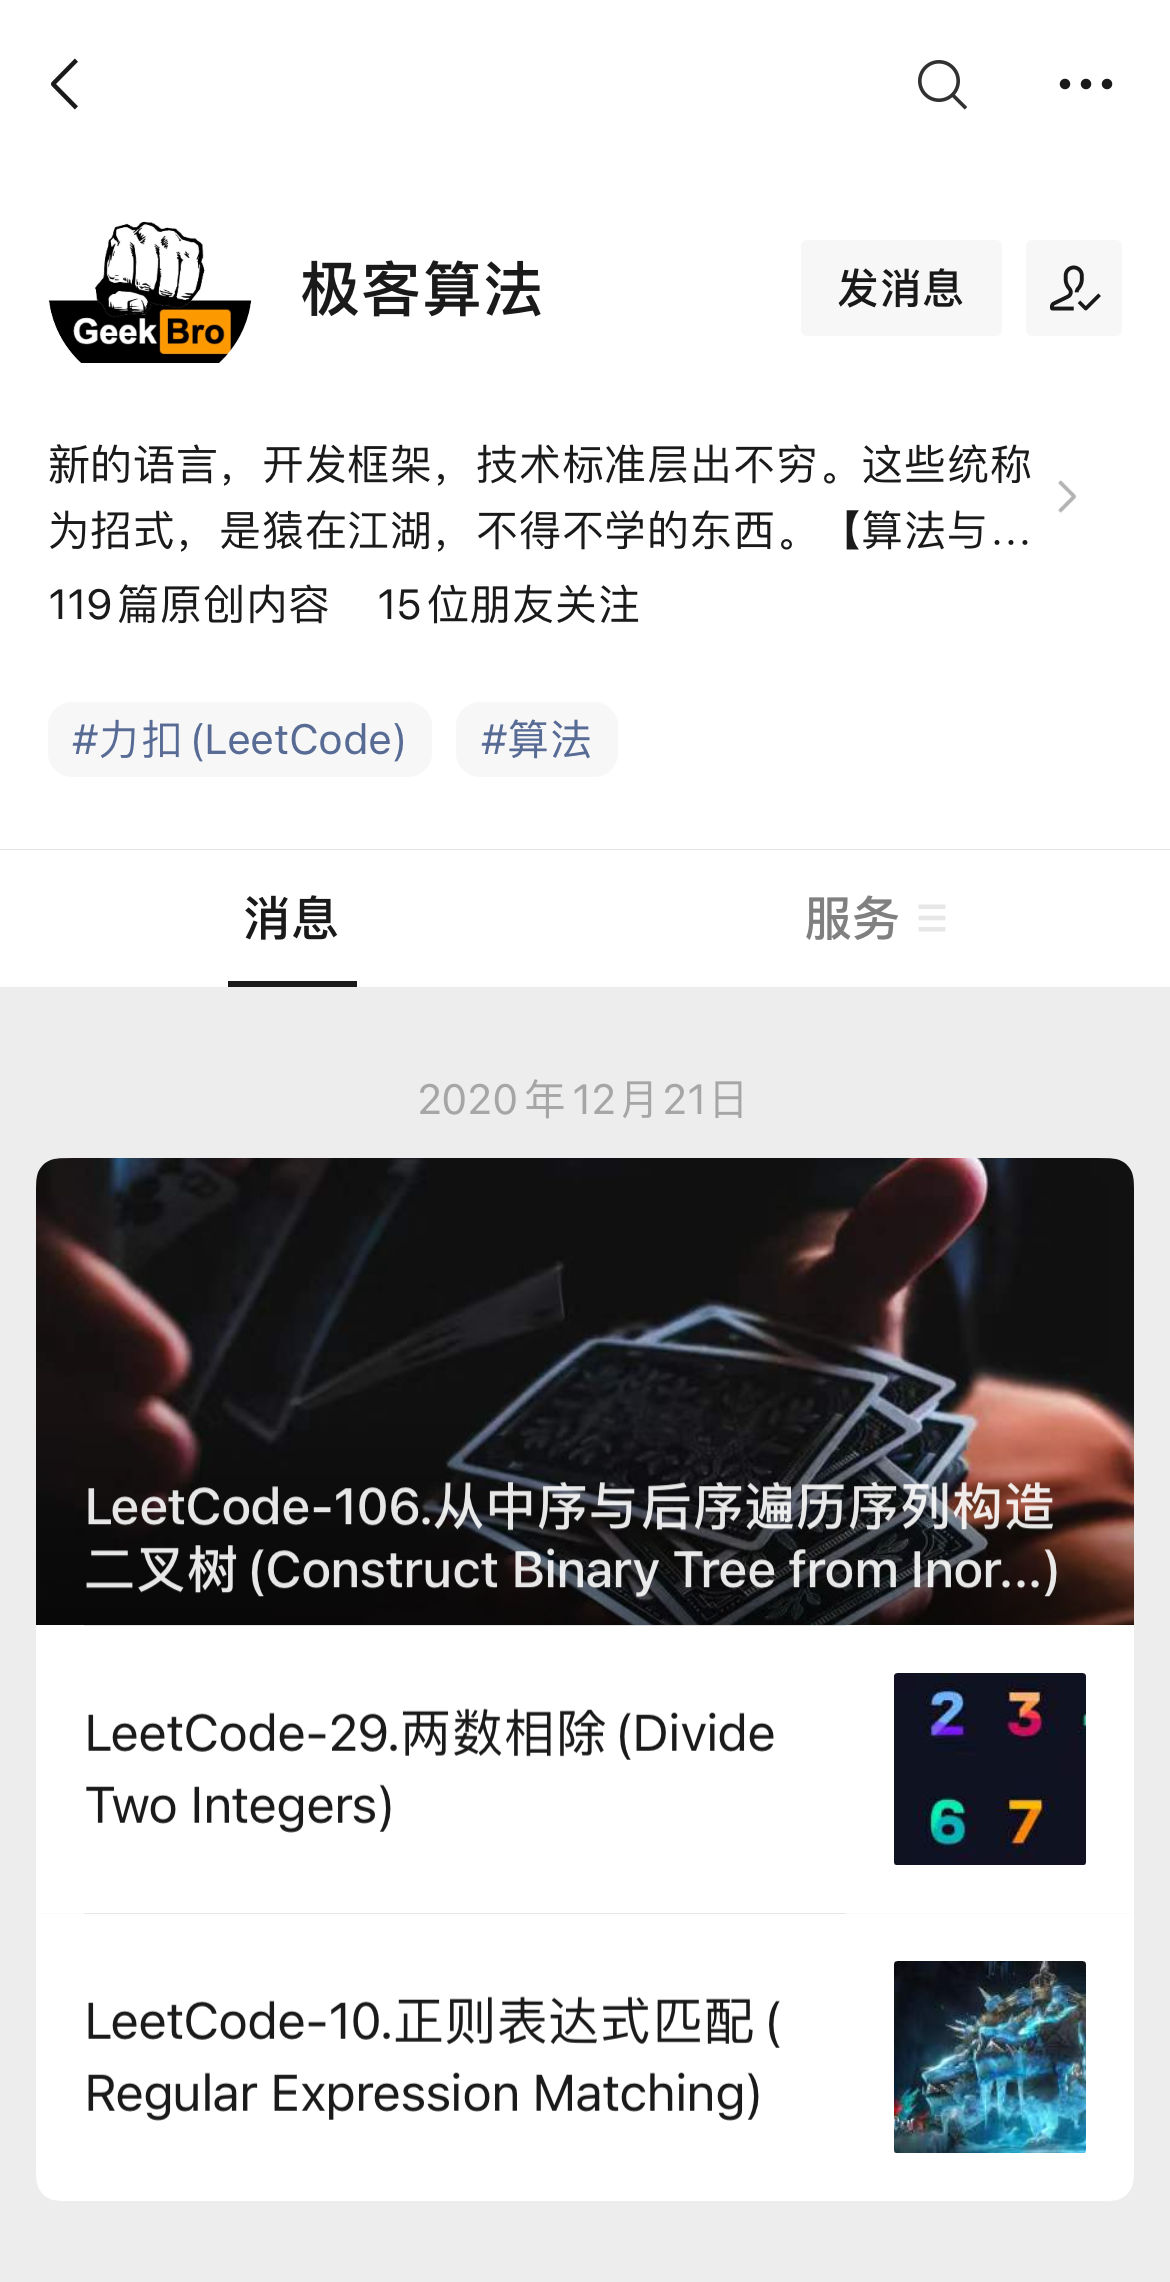 Geek Bro
极客算法
发消息
新的语言，开发框架，技术标准层出不穷。这些统称
为招式，是猿在江湖，不得不学的东西。【算法与...
119篇原创内容 15位朋友关注
#力扣(LeetCode) #算法
消息 服务
2020年12月21日
LeetCode-106.从中序与后序遍历序列构造
二叉树(Construct Binary Tree from Inor...)
LeetCode-29.两数相除(Divide
Two Integers)
2 3
6 7
LeetCode-10.正则表达式匹配(
Regular Expression Matching)